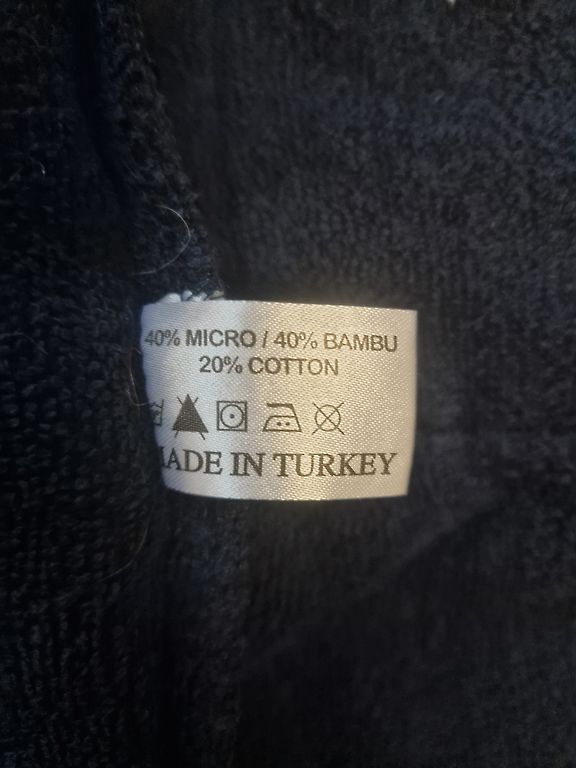 40% MICRO / 40% BAMBU
20% COTTON
MADE IN TURKEY